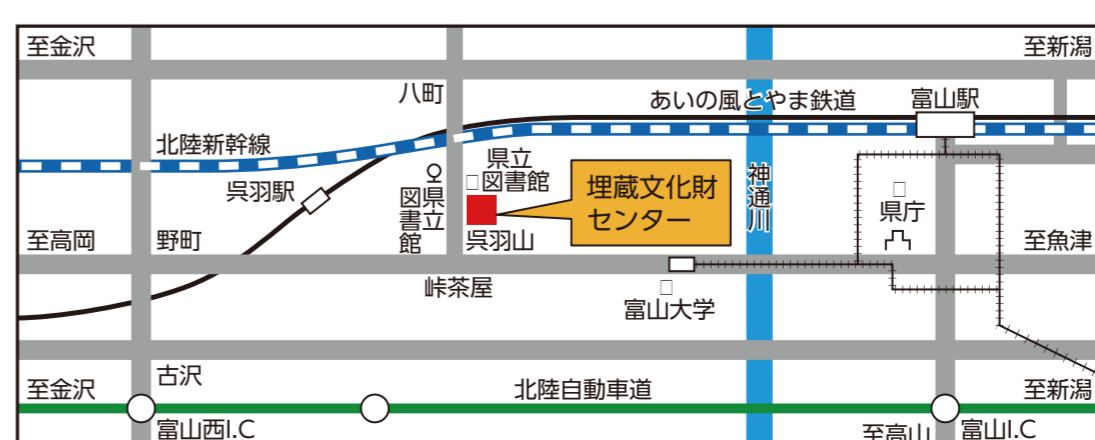 至金沢
至新潟
八町
あいの風とやま鉄道
富山駅
北陸新幹線
県立
図書館
呉羽駅
県立
図書館
埋蔵文化財
センター
神通川
県庁
至高岡
野町
呉羽山
至魚津
峠茶屋
富山大学
古沢
至金沢
北陸自動車道
至新潟
富山西I.C
至高山
富山I.C